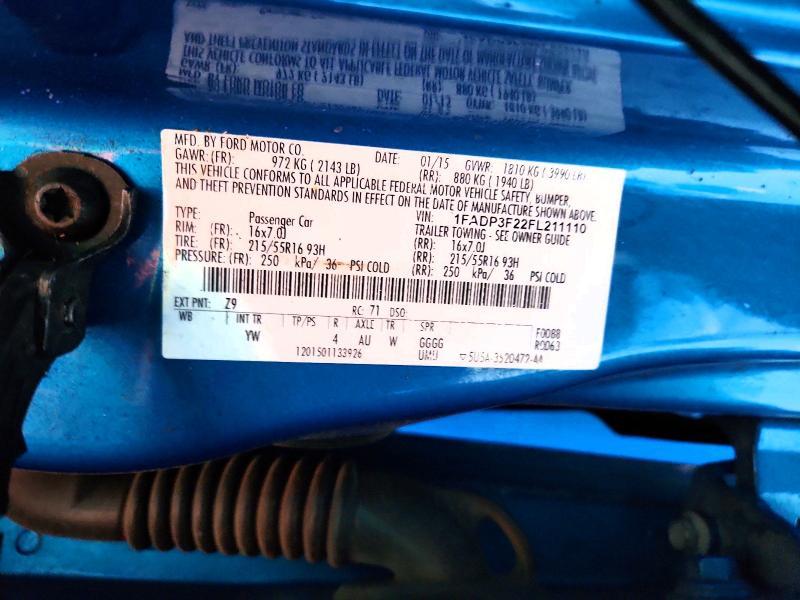 MFD. BY FORD MOTOR CO. DATE: 01/15 GVWR: 1810 KG ( 3990 LB)
GAWR: (FR): 972 KG ( 2143 LB) (RR): 880 KG ( 1940 LB)
THIS VEHICLE CONFORMS TO ALL APPLICABLE FEDERAL MOTOR VEHICLE SAFETY, BUMPER,
AND THEFT PREVENTION STANDARDS IN EFFECT ON THE DATE OF MANUFACTURE SHOWN ABOVE.
VIN: 1FADP3F22FL211110
TYPE: Passenger Car TRAILER TOWING - SEE OWNER GUIDE
RIM: (FR): 16x7.0J (RR): 16x7.0J
TIRE: (FR): 215/55R16 93H (RR): 215/55R16 93H
PRESSURE: (FR): 250 kPa/ 36 PSI COLD (RR): 250 kPa/ 36 PSI COLD
EXT PNT: Z9 RC: 71 DSO:
WB INT TR TP/PS R AXLE TR SPR F0088
YW 4 AU W GGGG R0063
1201501133926 UMU